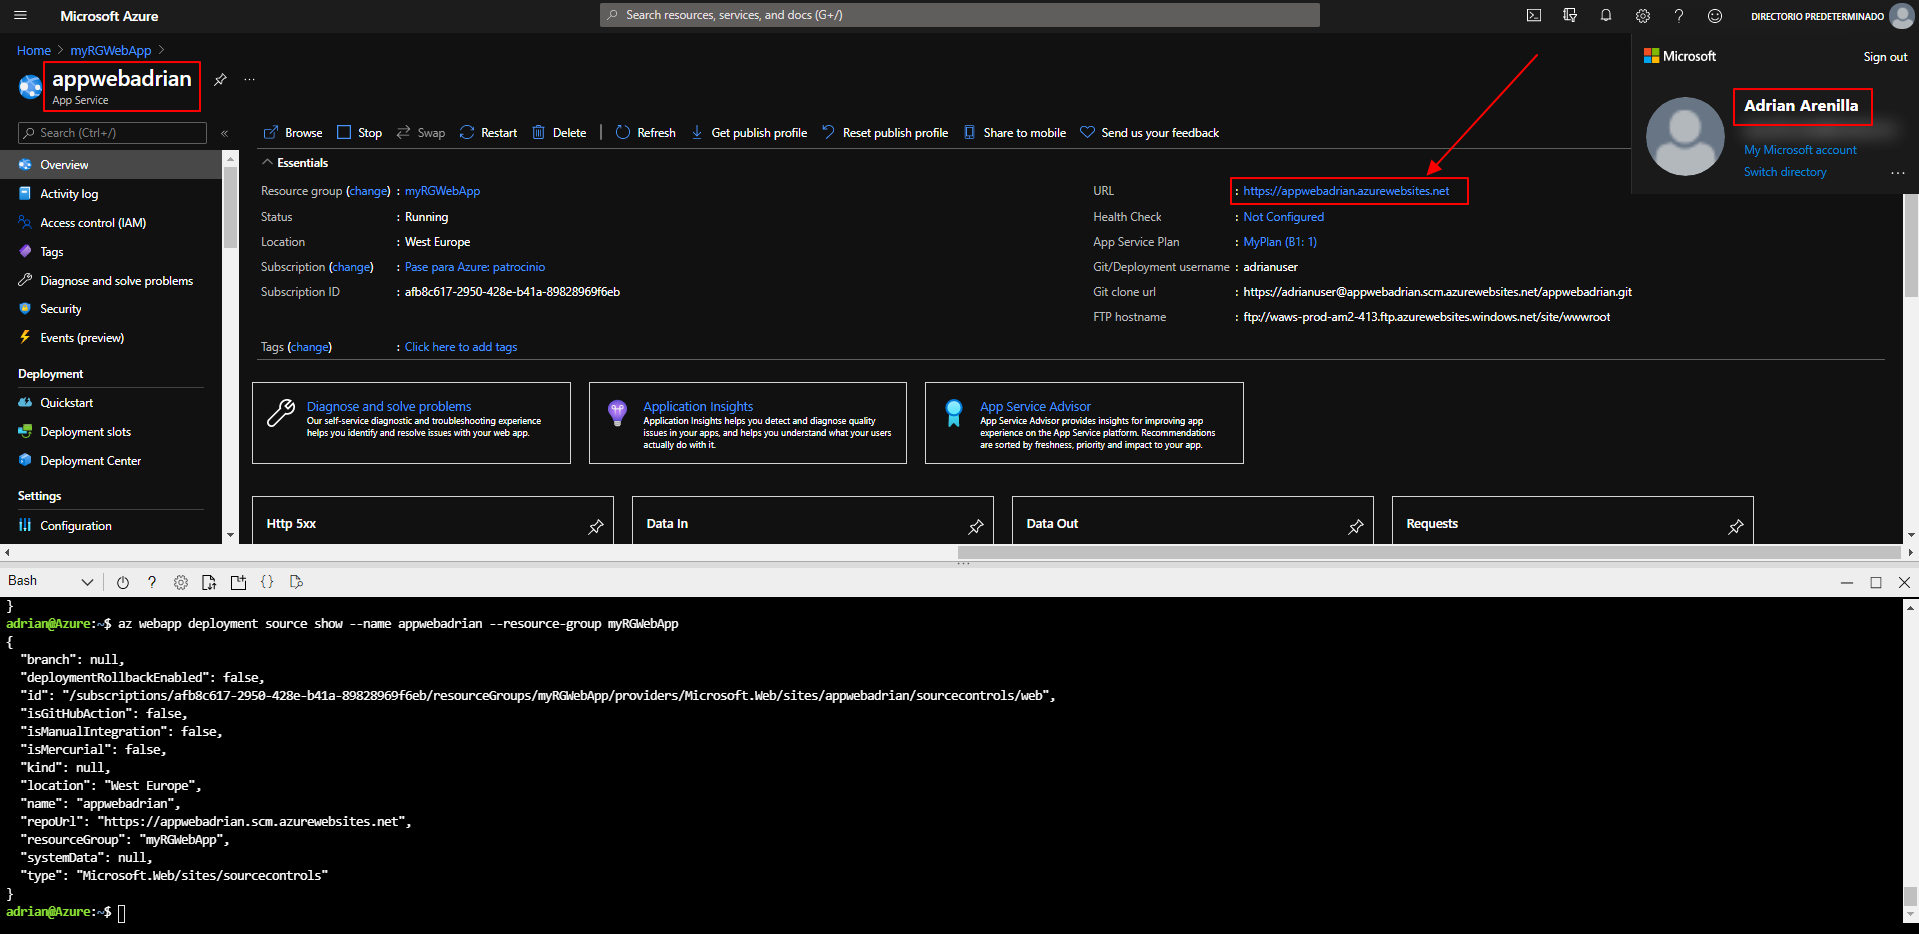 Microsoft Azure
Search resources, services, and docs (G+/)
DIRECTORIO PREDETERMINADO
Home > myRGWebApp >
appwebadrian
App Service
...
Microsoft
Sign out
Adrian Arenilla
My Microsoft account
Switch directory
...
Search (Ctrl+/)
«
Browse Stop Swap Restart Delete | Refresh Get publish profile Reset publish profile Share to mobile Send us your feedback
Overview
Activity log
Access control (IAM)
Tags
Diagnose and solve problems
Security
Events (preview)
Deployment
Quickstart
Deployment slots
Deployment Center
Settings
Configuration
Essentials
Resource group (change) : myRGWebApp
Status : Running
Location : West Europe
Subscription (change) : Pase para Azure: patrocinio
Subscription ID : afb8c617-2950-428e-b41a-89828969f6eb
URL : https://appwebadrian.azurewebsites.net
Health Check : Not Configured
App Service Plan : MyPlan (B1: 1)
Git/Deployment username : adrianuser
Git clone url : https://adrianuser@appwebadrian.scm.azurewebsites.net/appwebadrian.git
FTP hostname : ftp://waws-prod-am2-413.ftp.azurewebsites.windows.net/site/wwwroot
Tags (change) : Click here to add tags
Diagnose and solve problems
Our self-service diagnostic and troubleshooting experience
helps you identify and resolve issues with your web app.
Application Insights
Application Insights helps you detect and diagnose quality
issues in your apps, and helps you understand what your users
actually do with it.
App Service Advisor
App Service Advisor provides insights for improving app
experience on the App Service platform. Recommendations
are sorted by freshness, priority and impact to your app.
Http 5xx
Data In
Data Out
Requests
Bash
? {}
}
adrian@Azure:~$ az webapp deployment source show --name appwebadrian --resource-group myRGWebApp
{
"branch": null,
"deploymentRollbackEnabled": false,
"id": "/subscriptions/afb8c617-2950-428e-b41a-89828969f6eb/resourceGroups/myRGWebApp/providers/Microsoft.Web/sites/appwebadrian/sourcecontrols/web",
"isGitHubAction": false,
"isManualIntegration": false,
"isMercurial": false,
"kind": null,
"location": "West Europe",
"name": "appwebadrian",
"repoUrl": "https://appwebadrian.scm.azurewebsites.net",
"resourceGroup": "myRGWebApp",
"systemData": null,
"type": "Microsoft.Web/sites/sourcecontrols"
}
adrian@Azure:~$